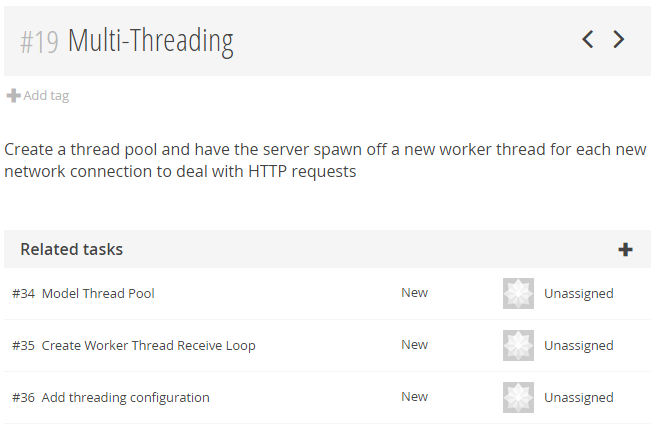 #19 Multi-Threading
Add tag
Create a thread pool and have the server spawn off a new worker thread for each new
network connection to deal with HTTP requests
Related tasks
#34 Model Thread Pool New Unassigned
#35 Create Worker Thread Receive Loop New Unassigned
#36 Add threading configuration New Unassigned